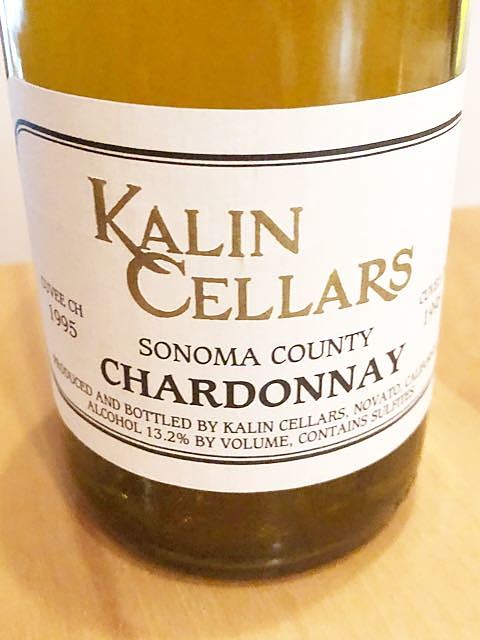 KALIN
CELLARS
CUVEE CH
1995
SONOMA COUNTY
CHARDONNAY
PRODUCED AND BOTTLED BY KALIN CELLARS, NOVATO,
ALCOHOL 13.2% BY VOLUME, CONTAINS SULFITES